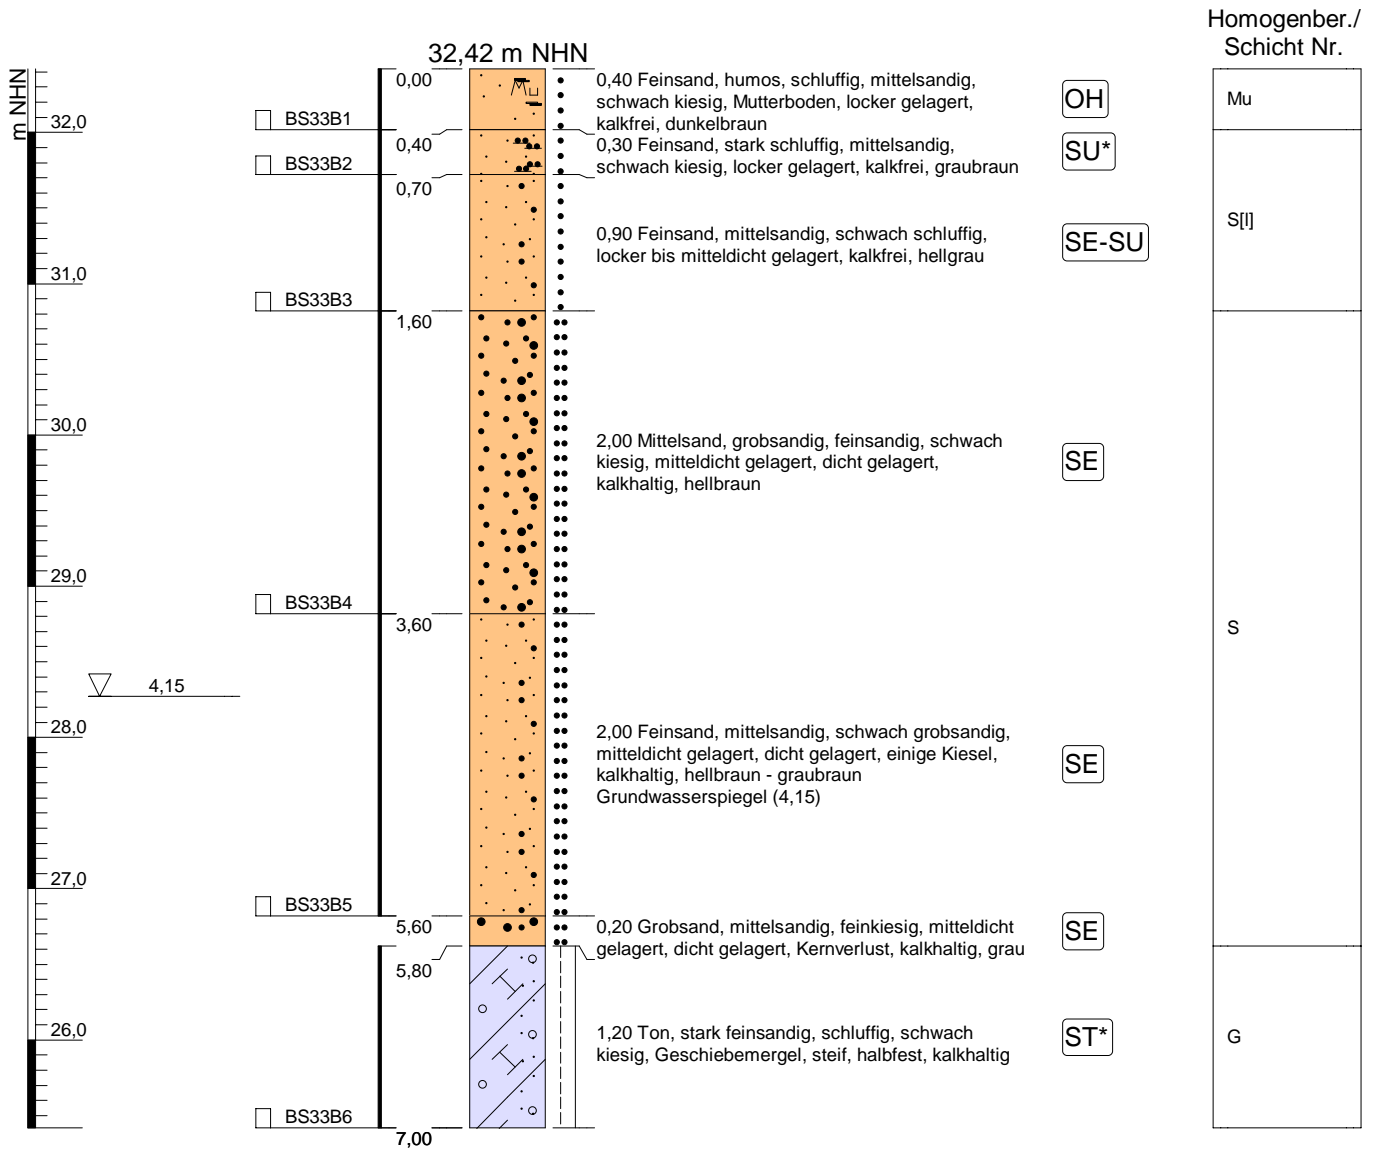 Homogenber./
Schicht Nr.
32,42 m NHN
m NHN
0,00
0,40 Feinsand, humos, schluffig, mittelsandig,
schwach kiesig, Mutterboden, locker gelagert,
kalkfrei, dunkelbraun
OH
Mu
32,0
BS33B1
0,40
0,30 Feinsand, stark schluffig, mittelsandig,
schwach kiesig, locker gelagert, kalkfrei, graubraun
SU*
BS33B2
0,70
0,90 Feinsand, mittelsandig, schwach schluffig,
locker bis mitteldicht gelagert, kalkfrei, hellgrau
SE-SU
S[l]
31,0
BS33B3
1,60
30,0
2,00 Mittelsand, grobsandig, feinsandig, schwach
kiesig, mitteldicht gelagert, dicht gelagert,
kalkhaltig, hellbraun
SE
29,0
BS33B4
3,60
S
4,15
28,0
2,00 Feinsand, mittelsandig, schwach grobsandig,
mitteldicht gelagert, dicht gelagert, einige Kiesel,
kalkhaltig, hellbraun - graubraun
Grundwasserspiegel (4,15)
SE
27,0
BS33B5
5,60
0,20 Grobsand, mittelsandig, feinkiesig, mitteldicht
gelagert, dicht gelagert, Kernverlust, kalkhaltig, grau
SE
5,80
26,0
1,20 Ton, stark feinsandig, schluffig, schwach
kiesig, Geschiebemergel, steif, halbfest, kalkhaltig
ST*
G
BS33B6
7,00